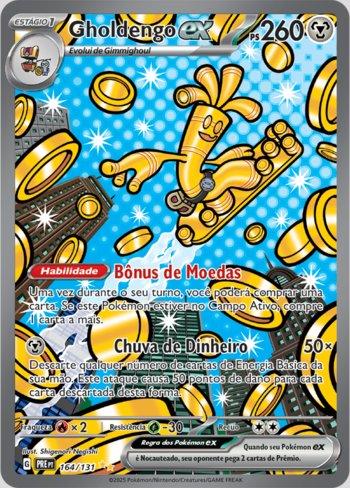 ESTÁGIO 1 Gholdengo ex PS 260
Evolui de Gimmighoul
Habilidade Bônus de Moedas
Uma vez durante o seu turno, você poderá comprar uma
carta. Se este Pokémon estiver no Campo Ativo, compre
1 carta a mais.
Chuva de Dinheiro 50×
Descarte qualquer número de cartas de Energia Básica da
sua mão. Este ataque causa 50 pontos de dano para cada
carta descartada desta forma.
Fraqueza ×2 Resistência -30 Recuo
Ilust. Shigenori Negishi
Regra dos Pokémon ex
Quando seu Pokémon ex
é Nocauteado, seu oponente pega 2 cartas de Prêmio.
G PRE PT 164/131
©2025 Pokémon/Nintendo/Creatures/GAME FREAK